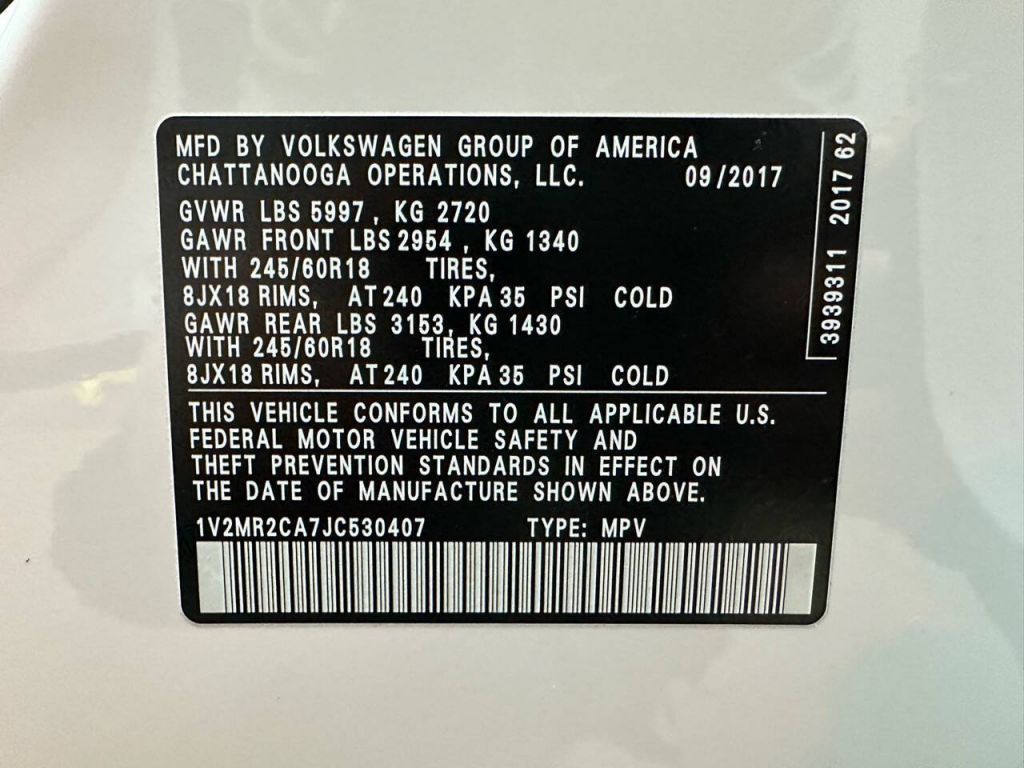 MFD BY VOLKSWAGEN GROUP OF AMERICA
CHATTANOOGA OPERATIONS, LLC. 09/2017
GVWR LBS 5997, KG 2720
GAWR FRONT LBS 2954 , KG 1340
WITH 245/60R18 TIRES,
8JX18 RIMS, AT 240 KPA 35 PSI COLD
GAWR REAR LBS 3153, KG 1430
WITH 245/60R18 TIRES,
8JX18 RIMS, AT 240 KPA 35 PSI COLD
THIS VEHICLE CONFORMS TO ALL APPLICABLE U.S.
FEDERAL MOTOR VEHICLE SAFETY AND
THEFT PREVENTION STANDARDS IN EFFECT ON
THE DATE OF MANUFACTURE SHOWN ABOVE.
1V2MR2CA7JC530407 TYPE: MPV
3939311 2017 62